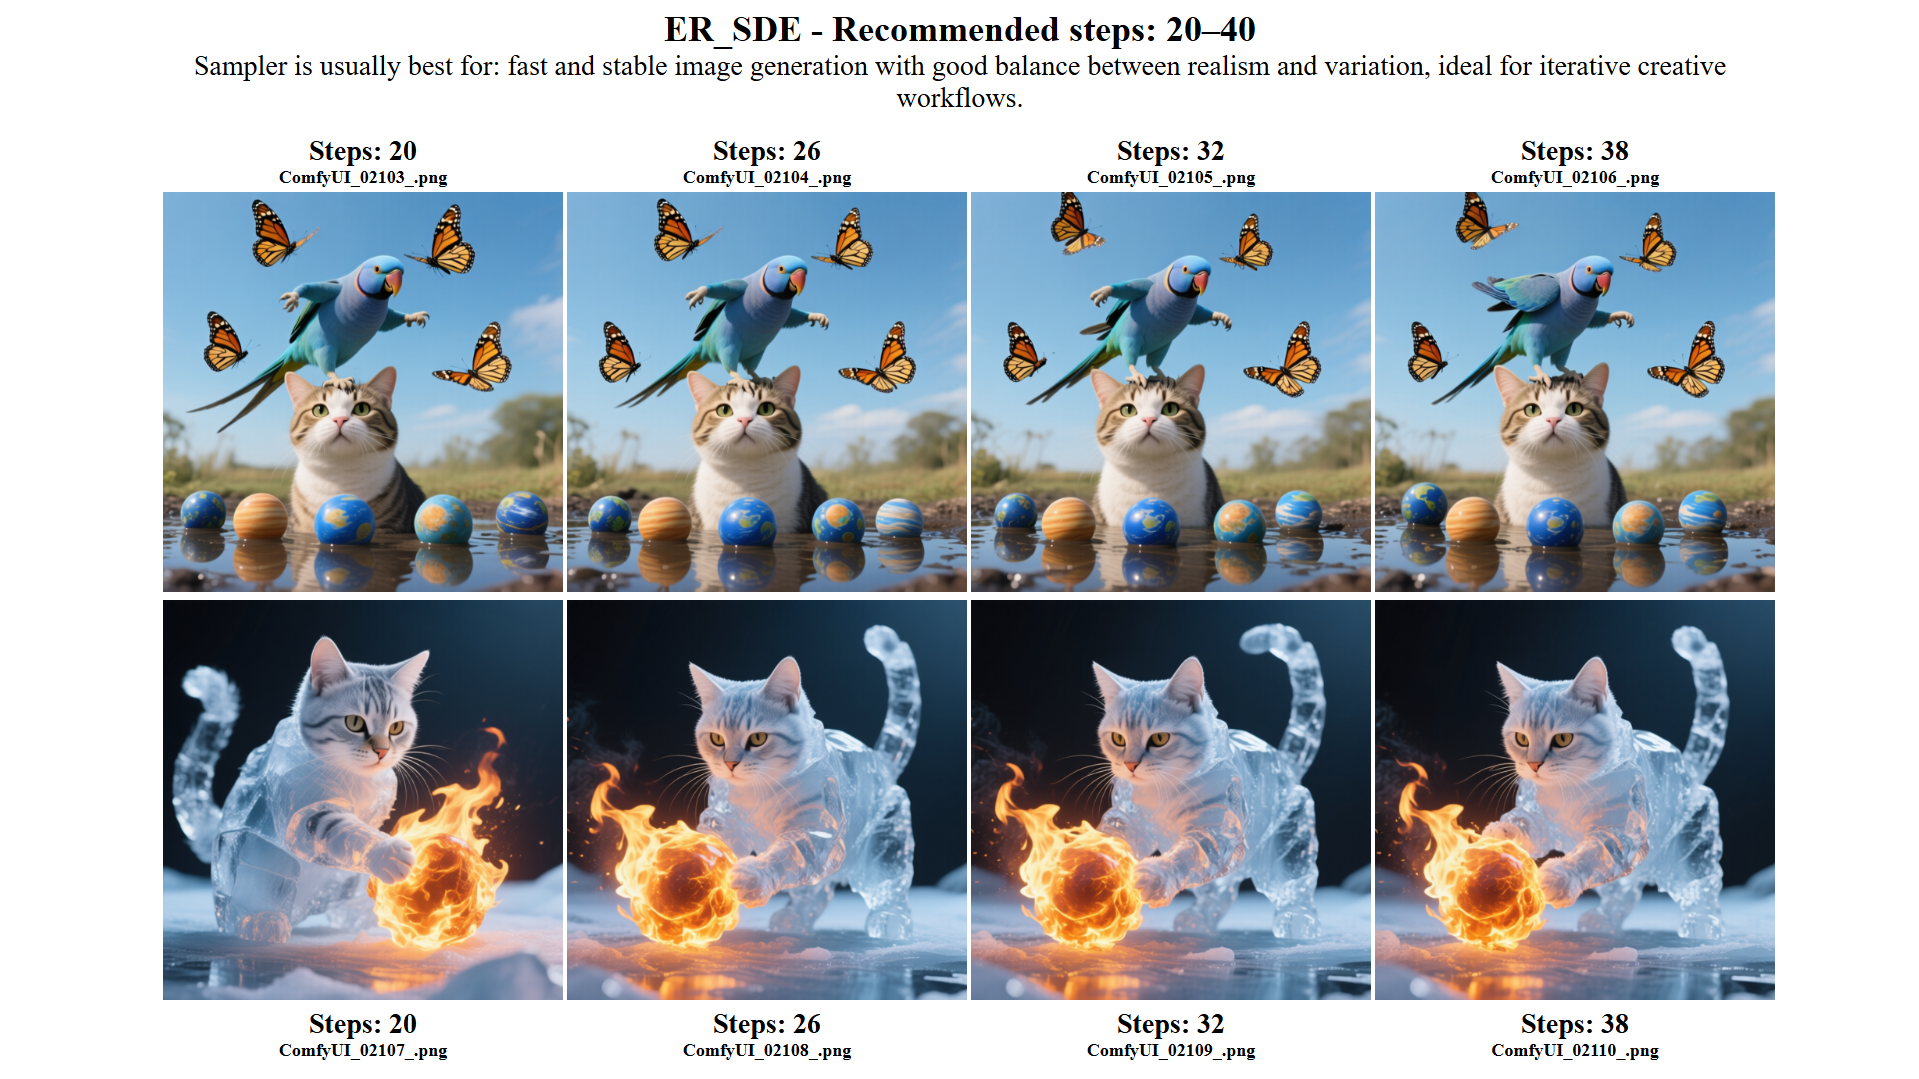 ER_SDE - Recommended steps: 20–40
Sampler is usually best for: fast and stable image generation with good balance between realism and variation, ideal for iterative creative
workflows.
Steps: 20
ComfyUI_02103_.png
Steps: 26
ComfyUI_02104_.png
Steps: 32
ComfyUI_02105_.png
Steps: 38
ComfyUI_02106_.png
Steps: 20
ComfyUI_02107_.png
Steps: 26
ComfyUI_02108_.png
Steps: 32
ComfyUI_02109_.png
Steps: 38
ComfyUI_02110_.png